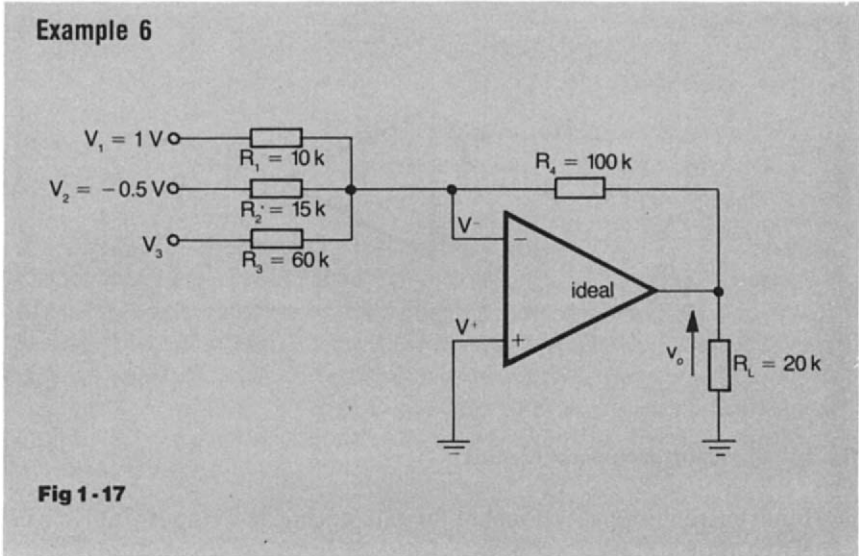 Example 6
V₁ = 1 V
R₁ = 10 k
V₂ = −0.5 V
R₂ = 15 k
V₃
R₃ = 60 k
R₄ = 100 k
V⁻
−
ideal
V⁺
+
vₒ
R_L = 20 k
Fig 1-17